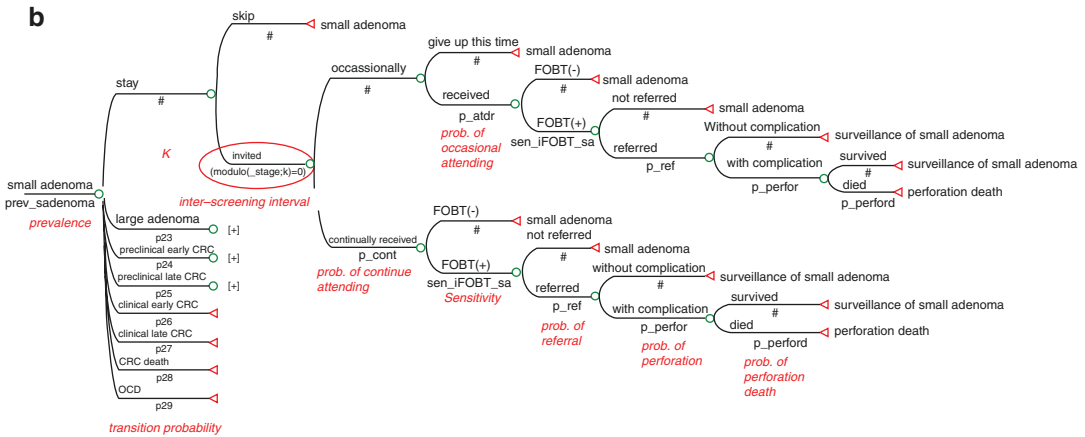 b
skip
#
small adenoma
stay
#
K
invited
(modulo(_stage;k)=0)
inter–screening interval
small adenoma
prev_sadenoma
prevalence
large adenoma
p23
[+]
preclinical early CRC
p24
[+]
preclinical late CRC
p25
[+]
clinical early CRC
p26
clinical late CRC
p27
CRC death
p28
OCD
p29
transition probability
occassionally
#
give up this time
#
small adenoma
received
p_atdr
prob. of
occasional
attending
FOBT(-)
#
small adenoma
FOBT(+)
sen_iFOBT_sa
not referred
#
small adenoma
referred
p_ref
Without complication
#
surveillance of small adenoma
with complication
p_perfor
survived
#
surveillance of small adenoma
died
p_perford
perforation death
continually received
p_cont
prob. of continue
attending
FOBT(-)
#
small adenoma
FOBT(+)
sen_iFOBT_sa
Sensitivity
not referred
#
small adenoma
referred
p_ref
prob. of
referral
without complication
#
surveillance of small adenoma
with complication
p_perfor
prob. of
perforation
survived
#
surveillance of small adenoma
died
p_perford
perforation death
prob. of
perforation
death